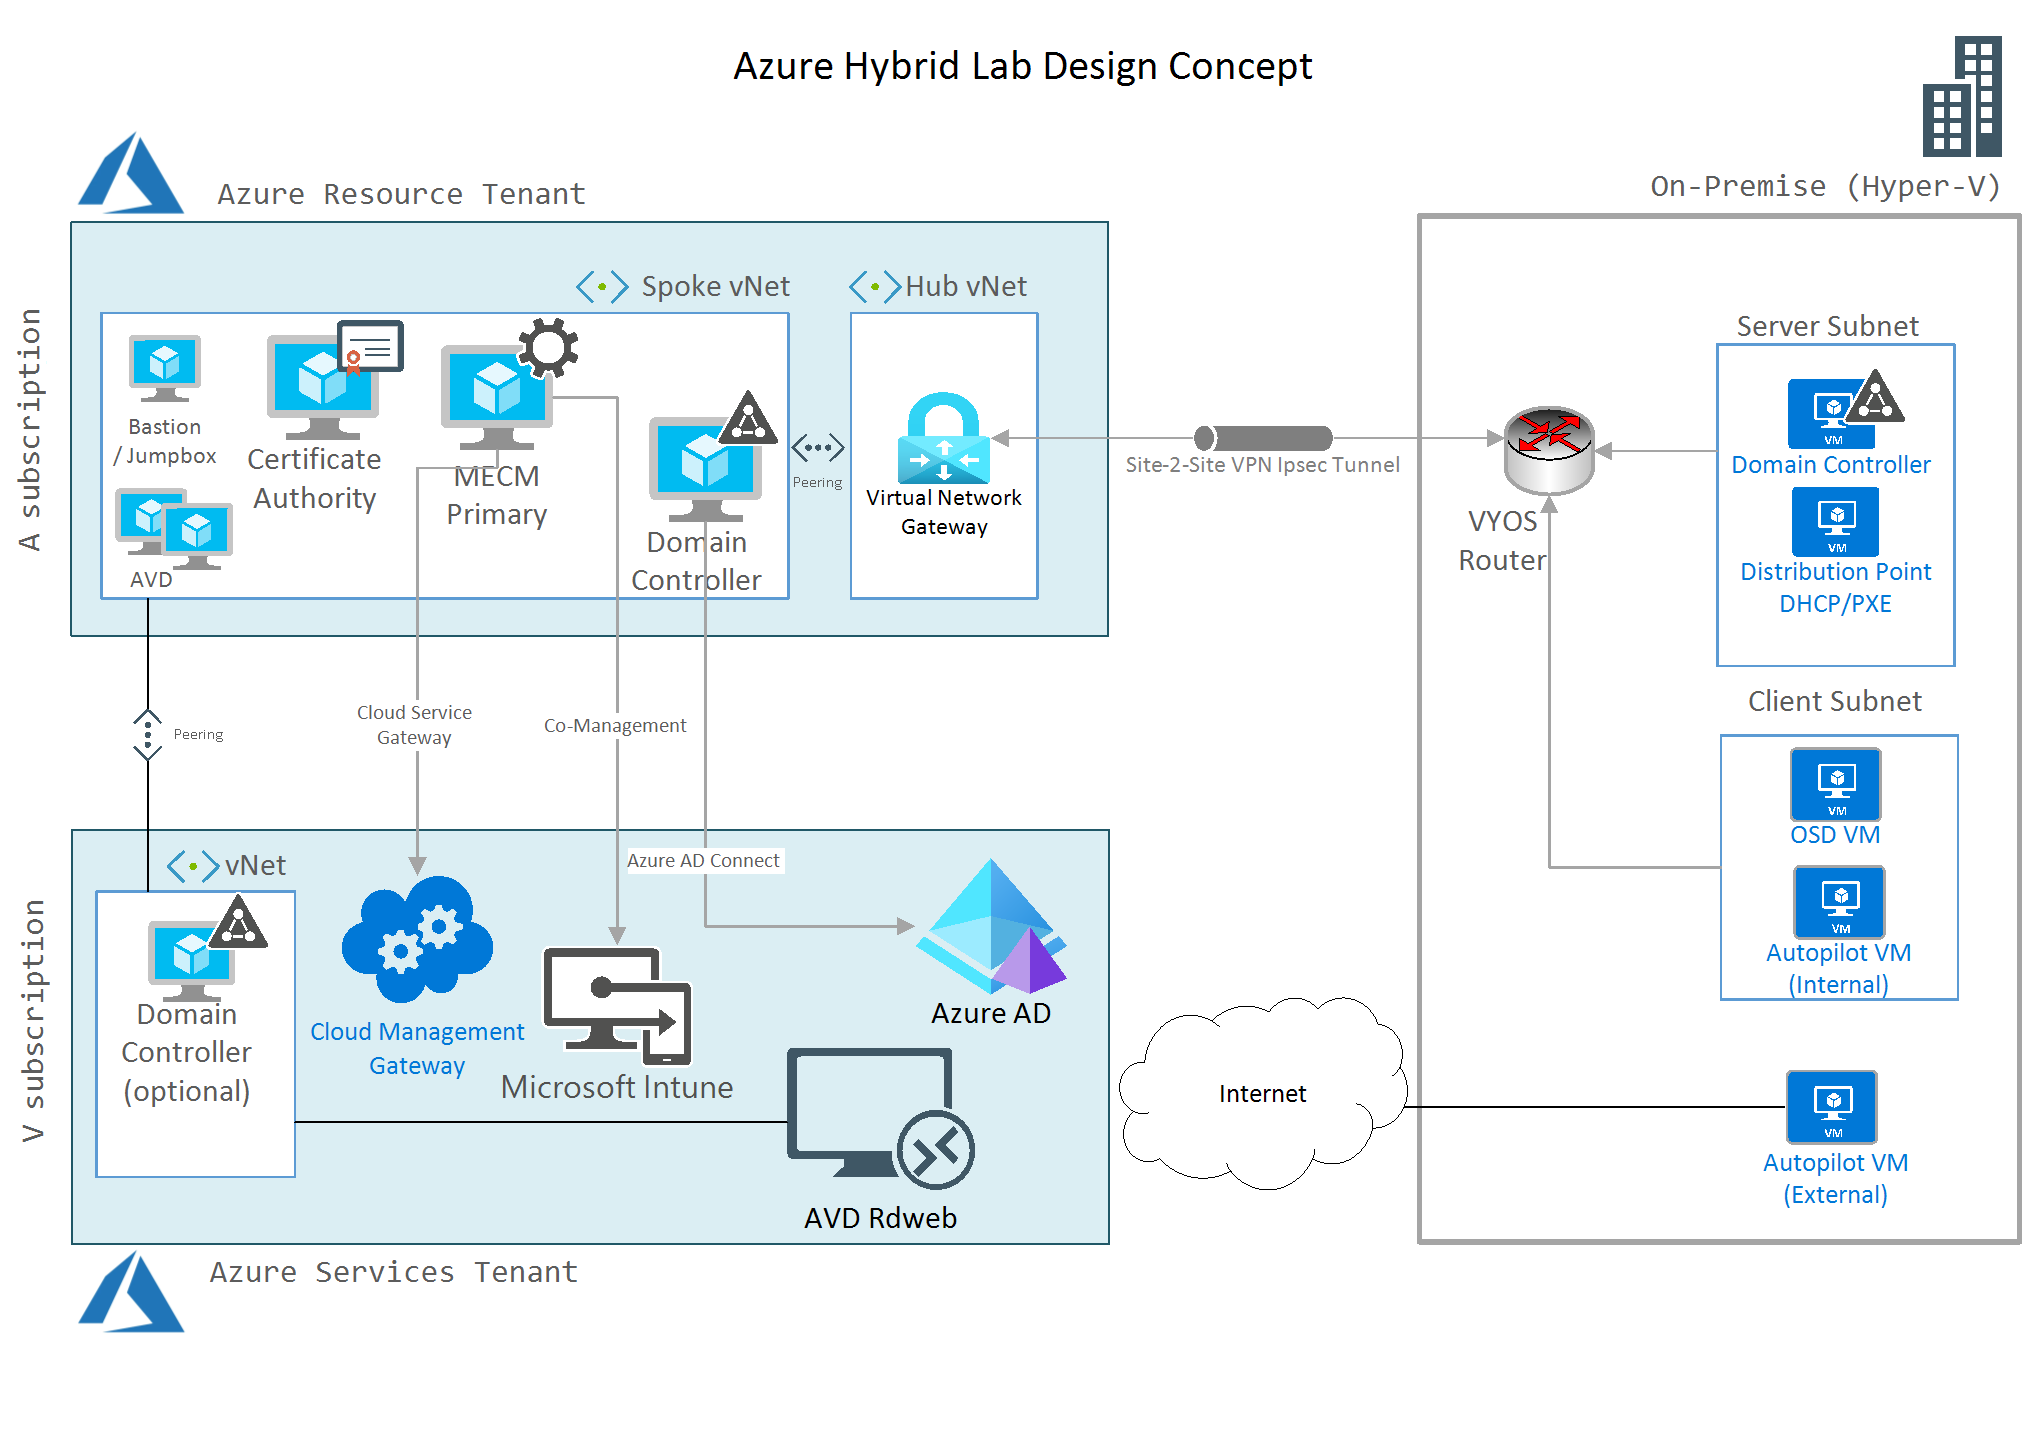 Azure Hybrid Lab Design Concept
Azure Resource Tenant
On-Premise (Hyper-V)
A subscription
Spoke vNet
Hub vNet
Bastion
/ Jumpbox
Certificate
Authority
MECM
Primary
Domain
Controller
AVD
Peering
Virtual Network
Gateway
Site-2-Site VPN Ipsec Tunnel
VYOS
Router
Server Subnet
VM
Domain Controller
VM
Distribution Point
DHCP/PXE
Client Subnet
VM
OSD VM
VM
Autopilot VM
(Internal)
Peering
Cloud Service
Gateway
Co-Management
Azure AD Connect
V subscription
vNet
Domain
Controller
(optional)
Cloud Management
Gateway
Microsoft Intune
Azure AD
AVD Rdweb
Internet
VM
Autopilot VM
(External)
Azure Services Tenant